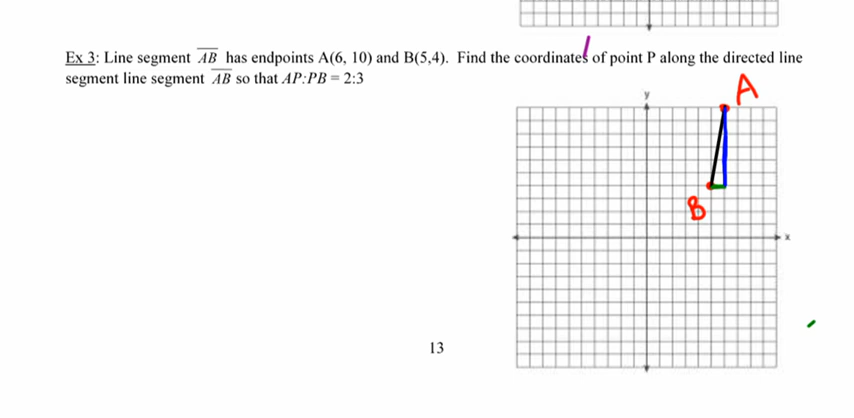 Ex 3: Line segment AB has endpoints A(6, 10) and B(5,4). Find the coordinates of point P along the directed line
segment line segment AB so that AP:PB = 2:3
A
y
B
x
13